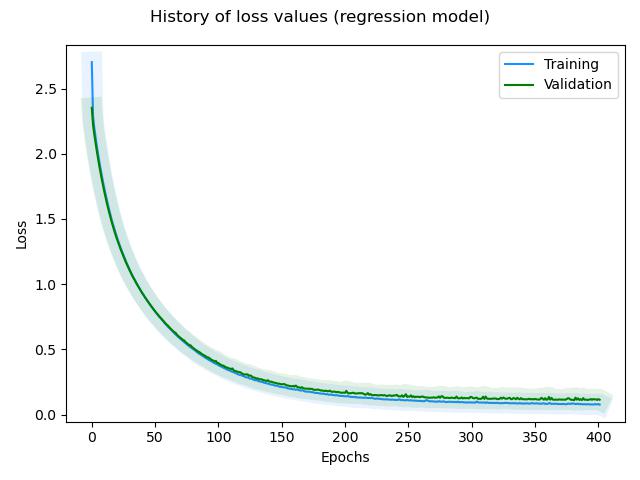 History of loss values (regression model)
Training
Validation
2.5
2.0
1.5
1.0
0.5
0.0
Loss
0 50 100 150 200 250 300 350 400
Epochs